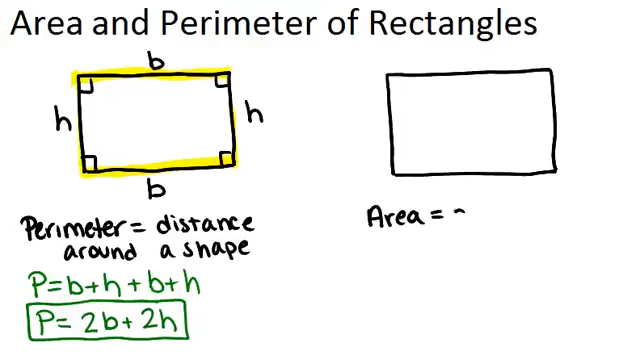 Area and Perimeter of Rectangles
b
h
h
b
Perimeter = distance
around a shape
P=b+h+b+h
P= 2b+2h
Area =